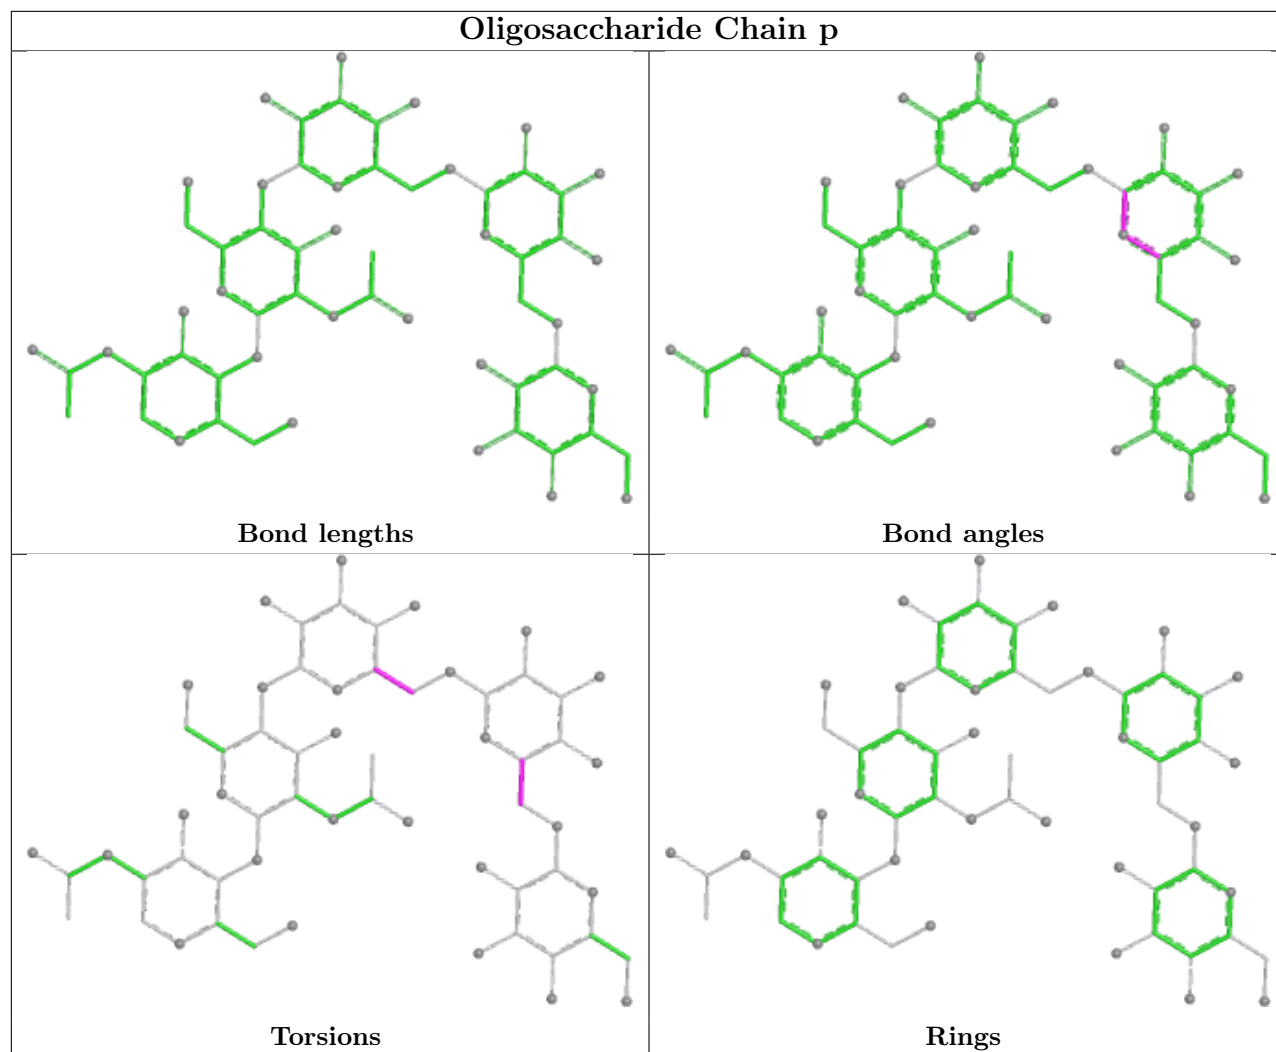 Oligosaccharide Chain p
Bond lengths
Bond angles
Torsions
Rings